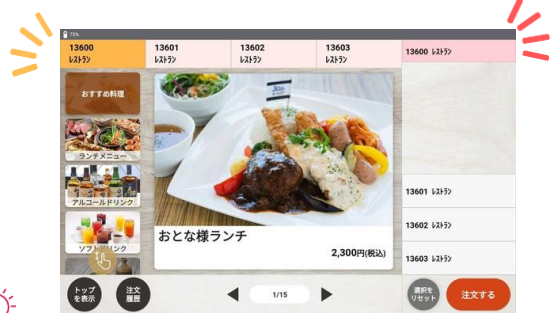 70%
13600
レストラン
13601
レストラン
13602
レストラン
13603
レストラン
13600 レストラン
おすすめ料理
ランチメニュー
アルコールドリンク
ソフトドリンク
おとな様ランチ
2,300円(税込)
13601 レストラン
13602 レストラン
13603 レストラン
トップ
を表示
注文
履歴
1/15
選択を
リセット
注文する